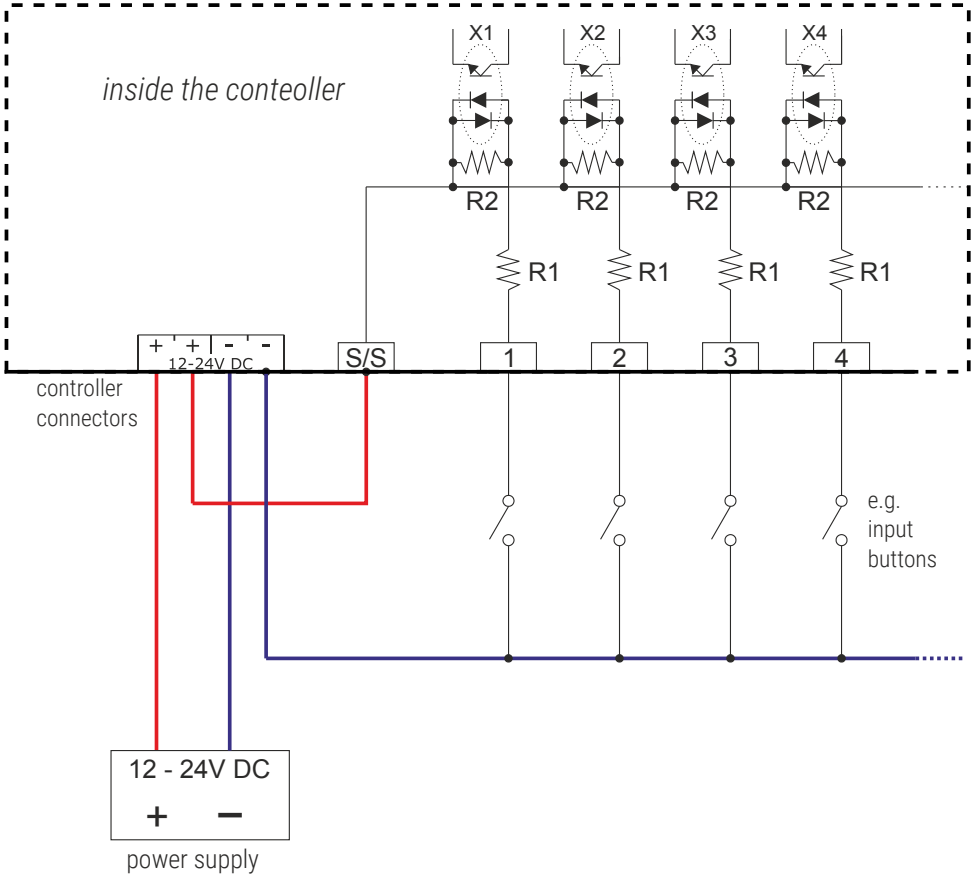 X1 X2 X3 X4
inside the conteoller
R2 R2 R2 R2
R1 R1 R1 R1
+ + - -
12-24V DC
S/S 1 2 3 4
controller
connectors
e.g.
input
buttons
12 - 24V DC
+ −
power supply